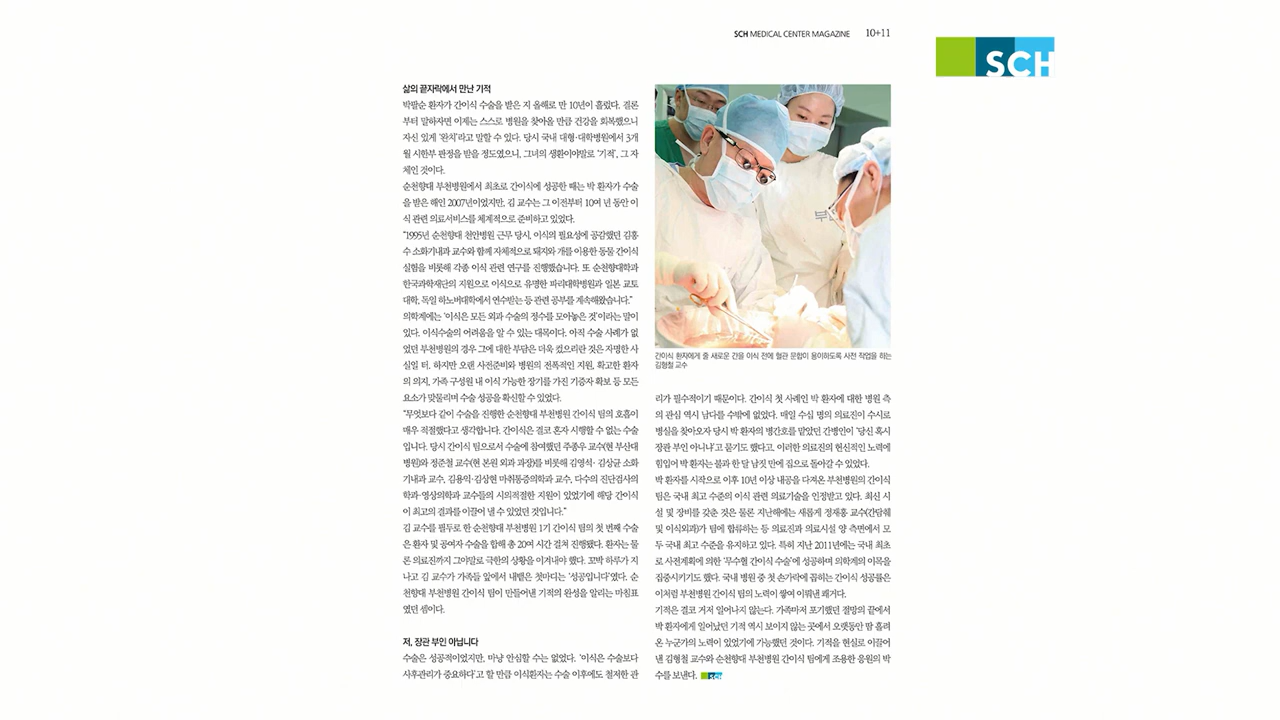 SCH MEDICAL CENTER MAGAZINE 10+11
SCH
삶의 끝자락에서 만난 기적
박팔순 환자가 간이식 수술을 받은 지 올해로 만 10년이 흘렀다. 결론
부터 말하자면 이제는 스스로 병원을 찾아올 만큼 건강을 회복했으니
자신 있게 ‘완치’라고 말할 수 있다. 당시 국내 대형·대학병원에서 3개
월 시한부 판정을 받을 정도였으니, 그녀의 생환이야말로 ‘기적’, 그 자
체인 것이다.
순천향대 부천병원에서 최초로 간이식에 성공한 때는 박 환자가 수술
을 받은 해인 2007년이었지만, 김 교수는 그 이전부터 10여 년 동안 이
식 관련 의료서비스를 체계적으로 준비하고 있었다.
“1995년 순천향대 천안병원 근무 당시, 이식의 필요성에 공감했던 김홍
수 소화기내과 교수와 함께 자체적으로 돼지와 개를 이용한 동물 간이식
실험을 비롯해 각종 이식 관련 연구를 진행했습니다. 또 순천향대학과
한국과학재단의 지원으로 이식으로 유명한 파리대학병원과 일본 교토
대학, 독일 하노버대학에서 연수받는 등 관련 공부를 계속해왔습니다.”
의학계에는 ‘이식은 모든 외과 수술의 정수를 모아놓은 것’이라는 말이
있다. 이식수술의 어려움을 알 수 있는 대목이다. 아직 수술 사례가 없
었던 부천병원의 경우 그에 대한 부담은 더욱 컸으리란 것은 자명한 사
실일 터. 하지만 오랜 사전준비와 병원의 전폭적인 지원, 확고한 환자
의 의지, 가족 구성원 내 이식 가능한 장기를 가진 기증자 확보 등 모든
요소가 맞물리며 수술 성공을 확신할 수 있었다.
“무엇보다 같이 수술을 진행한 순천향대 부천병원 간이식 팀의 호흡이
매우 적절했다고 생각합니다. 간이식은 결코 혼자 시행할 수 없는 수술
입니다. 당시 간이식 팀으로서 수술에 참여했던 주종우 교수(현 부산대
병원)와 정준철 교수(현 본원 외과 과장)를 비롯해 김영석·김상균 소화
기내과 교수, 김용익·김상현 마취통증의학과 교수, 다수의 진단검사의
학과·영상의학과 교수들의 시의적절한 지원이 있었기에 해당 간이식
이 최고의 결과를 이끌어 낼 수 있었던 것입니다.”
김 교수를 필두로 한 순천향대 부천병원 1기 간이식 팀의 첫 번째 수술
은 환자 및 공여자 수술을 합해 총 20여 시간 걸쳐 진행됐다. 환자는 물
론 의료진까지 그야말로 극한의 상황을 이겨내야 했다. 꼬박 하루가 지
나고 김 교수가 가족들 앞에서 내뱉은 첫마디는 ‘성공입니다’였다. 순
천향대 부천병원 간이식 팀이 만들어낸 기적의 완성을 알리는 마침표
였던 셈이다.
저, 장관 부인 아닙니다
수술은 성공적이었지만, 마냥 안심할 수는 없었다. ‘이식은 수술보다
사후관리가 중요하다’고 할 만큼 이식환자는 수술 이후에도 철저한 관
간이식 환자에게 줄 새로운 간을 이식 전에 혈관 문합이 용이하도록 사전 작업을 하는
김형철 교수
리가 필수적이기 때문이다. 간이식 첫 사례인 박 환자에 대한 병원 측
의 관심 역시 남다를 수밖에 없었다. 매일 수십 명의 의료진이 수시로
병실을 찾아오자 당시 박 환자의 병간호를 맡았던 간병인이 ‘당신 혹시
장관 부인 아니냐’고 묻기도 했다고. 이러한 의료진의 헌신적인 노력에
힘입어 박 환자는 불과 한 달 남짓 만에 집으로 돌아갈 수 있었다.
박 환자를 시작으로 이후 10년 이상 내공을 다져온 부천병원의 간이식
팀은 국내 최고 수준의 이식 관련 의료기술을 인정받고 있다. 최신 시
설 및 장비를 갖춘 것은 물론 지난해에는 새롭게 정재홍 교수(간담췌
및 이식외과)가 팀에 합류하는 등 의료진과 의료시설 양 측면에서 모
두 국내 최고 수준을 유지하고 있다. 특히 지난 2011년에는 국내 최초
로 사전계획에 의한 ‘무수혈 간이식 수술’에 성공하며 의학계의 이목을
집중시키기도 했다. 국내 병원 중 첫 손가락에 꼽히는 간이식 성공률은
이처럼 부천병원 간이식 팀의 노력이 쌓여 이뤄낸 쾌거다.
기적은 결코 거저 일어나지 않는다. 가족마저 포기했던 절망의 끝에서
박 환자에게 일어났던 기적 역시 보이지 않는 곳에서 오랫동안 땀 흘려
온 누군가의 노력이 있었기에 가능했던 것이다. 기적을 현실로 이끌어
낸 김형철 교수와 순천향대 부천병원 간이식 팀에게 조용한 응원의 박
수를 보낸다. SCH